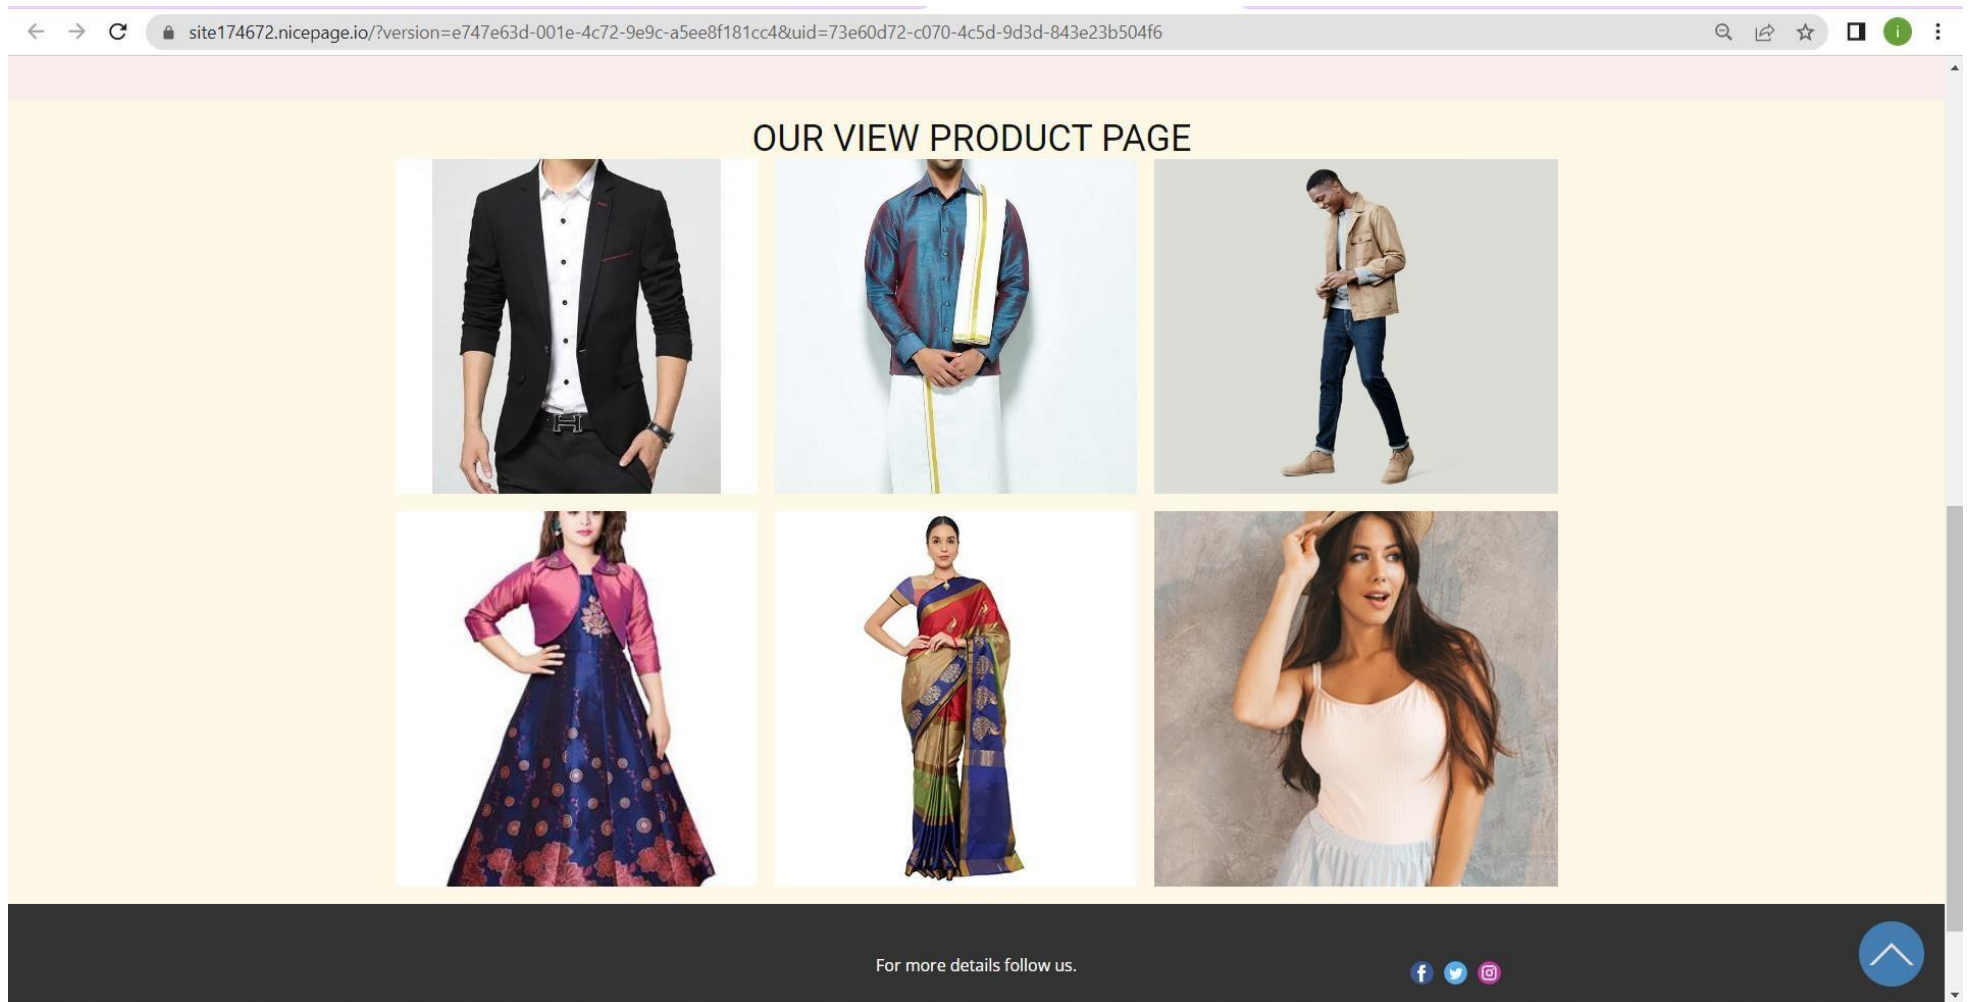 site174672.nicepage.io/?version=e747e63d-001e-4c72-9e9c-a5ee8f181cc4&uid=73e60d72-c070-4c5d-9d3d-843e23b504f6
i
OUR VIEW PRODUCT PAGE
For more details follow us.